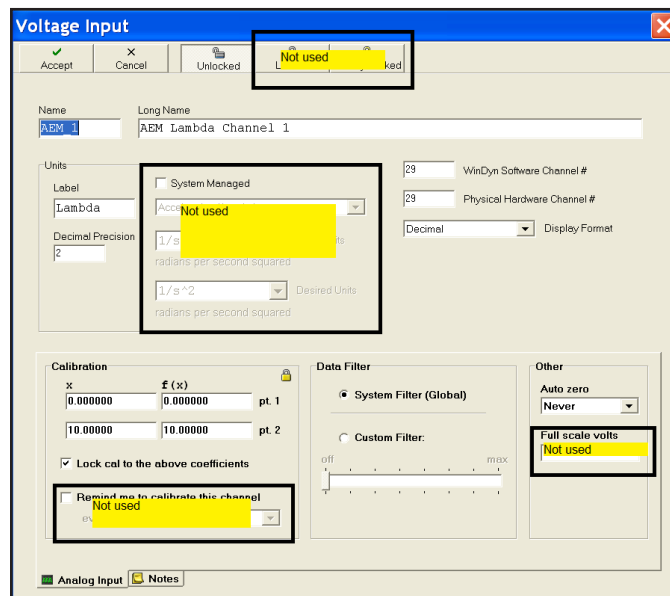 Voltage Input
Accept Cancel Unlocked Not used
Name Long Name
AEM_1 AEM Lambda Channel 1
Units
Label
Lambda
Decimal Precision
2
System Managed
Not used
1/s
radians per second squared
1/s^2 Desired Units
radians per second squared
29 WinDyn Software Channel #
29 Physical Hardware Channel #
Decimal Display Format
Calibration
x f(x)
0.000000 0.000000 pt. 1
10.00000 10.00000 pt. 2
Lock cal to the above coefficients
Remind me to calibrate this channel
Not used
Data Filter
System Filter (Global)
Custom Filter:
off max
Other
Auto zero
Never
Full scale volts
Not used
Analog Input Notes